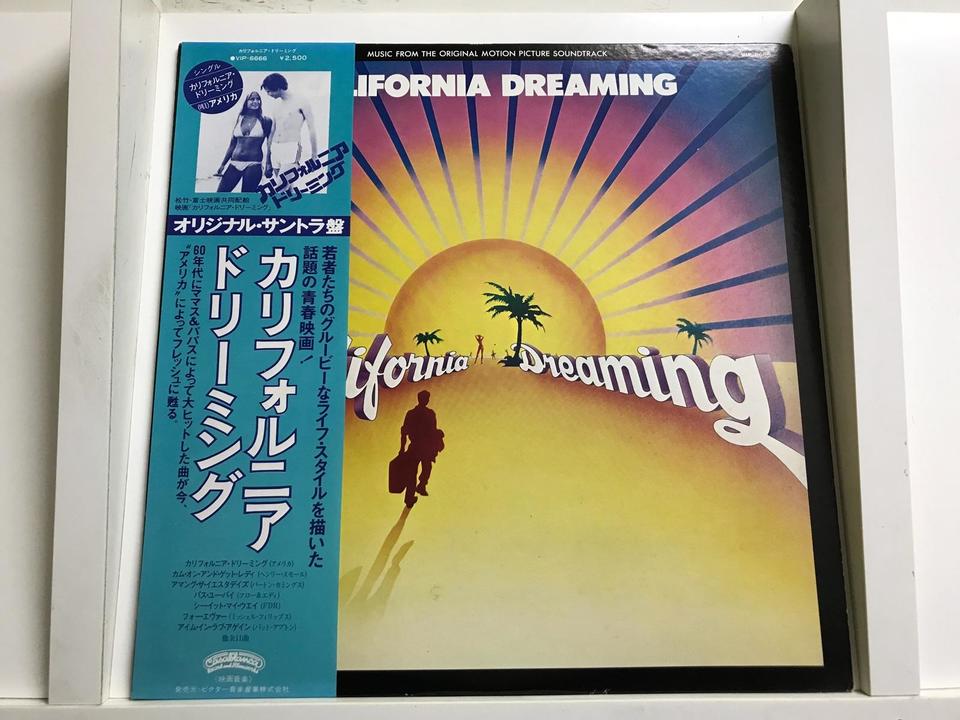 カリフォルニア・ドリーミング
●VIP-6666 ¥2,500
シングル
カリフォルニア・
ドリーミング
(唄)アメリカ
カリフォルニア
ドリーミング
松竹・富士映画共同配給
映画「カリフォルニア・ドリーミング」
オリジナル・サントラ盤
若者たちのグルービーなライフ・スタイルを描いた
話題の青春映画!
カリフォルニア
ドリーミング
60年代にママス&パパスによって大ヒットした曲が今、
"アメリカ"によってフレッシュに甦る。
カリフォルニア・ドリーミング(アメリカ)
カム・オン・アンド・ゲット・レディ(ヘンリー・スモール)
アマング・ザ・イエスタデイズ(バートン・カミングス)
パス・ユー・バイ(フロー&エディ)
シー・イット・マイ・ウエイ(FDR)
フォー・エヴァー(ミッシェル・フィリップス)
アイム・イン・ラブ・アゲイン(パット・アプトン)
他全11曲
Casablanca
Record and FilmWorks
〈映画音楽〉
発売元・ビクター音楽産業株式会社
MUSIC FROM THE ORIGINAL MOTION PICTURE SOUNDTRACK
LIFORNIA DREAMING
lifornia Dreaming